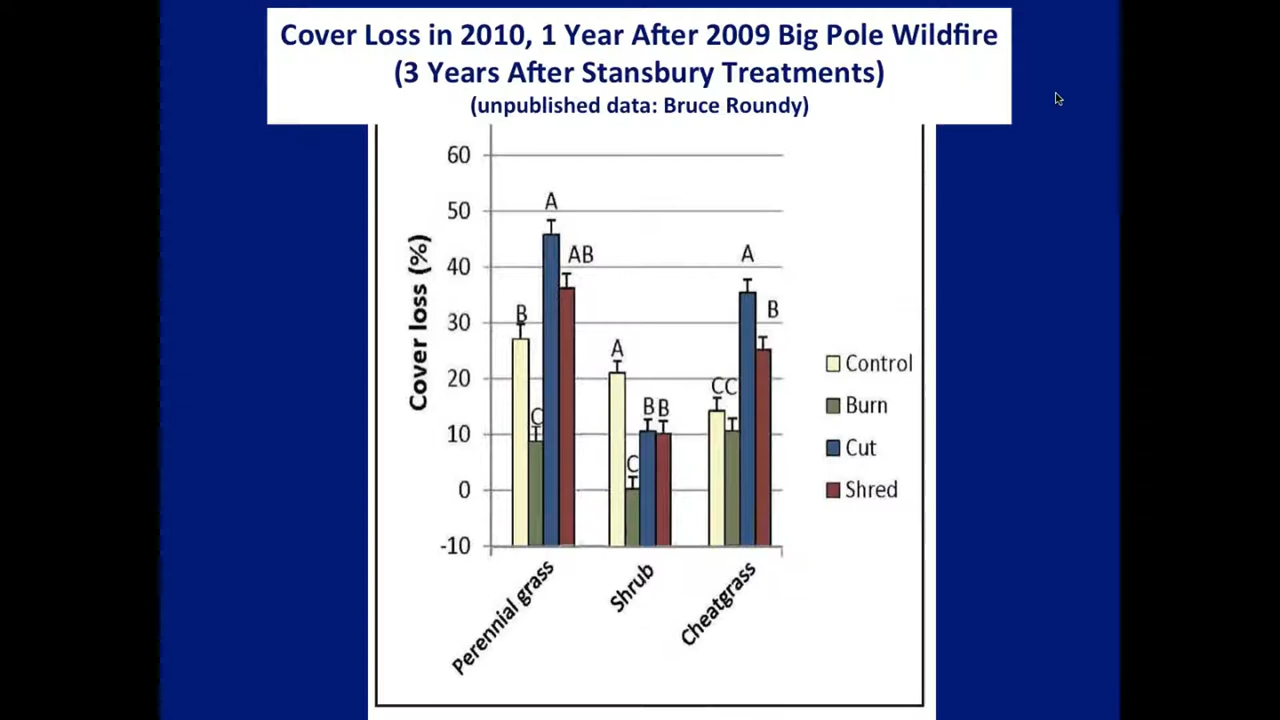 Cover Loss in 2010, 1 Year After 2009 Big Pole Wildfire
(3 Years After Stansbury Treatments)
(unpublished data: Bruce Roundy)
Cover loss (%)
60
50
40
30
20
10
0
-10
B
C
A
AB
A
C
B
B
C
C
A
B
Perennial grass
Shrub
Cheatgrass
Control
Burn
Cut
Shred